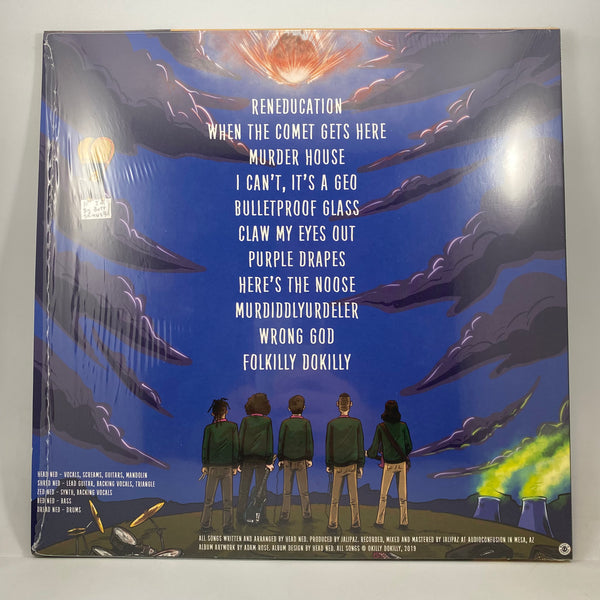 RENEDUCATION
WHEN THE COMET GETS HERE
MURDER HOUSE
I CAN'T, IT'S A GEO
BULLETPROOF GLASS
CLAW MY EYES OUT
PURPLE DRAPES
HERE'S THE NOOSE
MURDIDDLYURDELER
WRONG GOD
FOLKILLY DOKILLY
HEAD NED - VOCALS, SCREAMS, GUITARS, MANDOLIN
SHRED NED - LEAD GUITAR, BACKING VOCALS, TRIANGLE
ZED NED - SYNTH, BACKING VOCALS
BED NED - BASS
DREAD NED - DRUMS
ALL SONGS WRITTEN AND ARRANGED BY HEAD NED. PRODUCED BY JALIPAZ. RECORDED, MIXED AND MASTERED BY JALIPAZ AT AUDIOCONFUSION IN MESA, AZ
ALBUM ARTWORK BY ADAM ROSE. ALBUM DESIGN BY HEAD NED. ALL SONGS © OKILLY DOKILLY, 2019